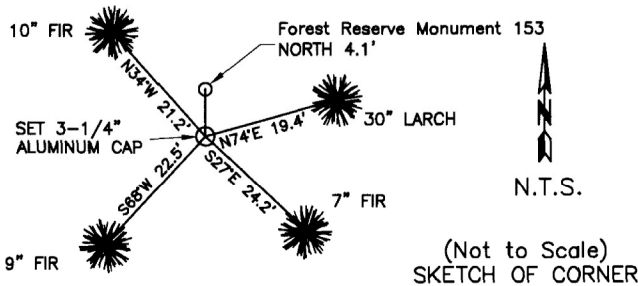 10" FIR
Forest Reserve Monument 153
NORTH 4.1'
N34°W 21.2'
30" LARCH
SET 3-1/4"
ALUMINUM CAP
N74°E 19.4'
S68°W 22.5'
S27°E 24.2'
N
N.T.S.
7" FIR
9" FIR
(Not to Scale)
SKETCH OF CORNER